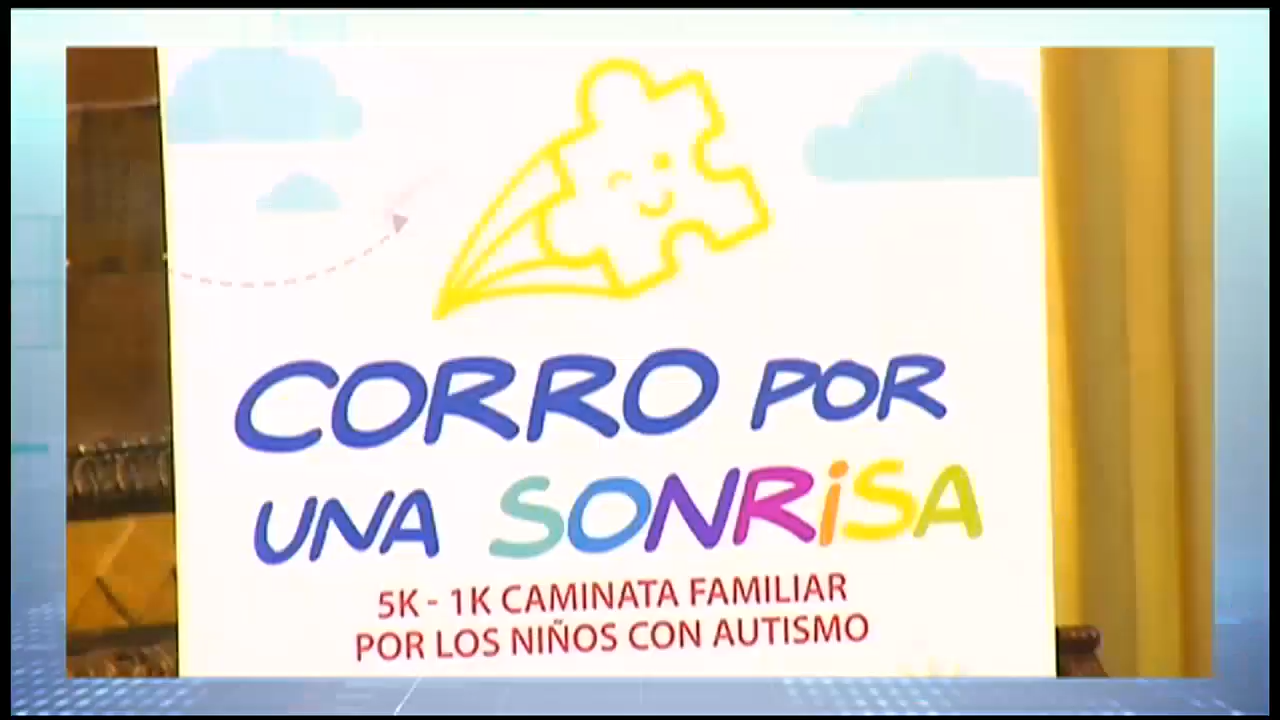 CORRO POR
UNA SONRiSA
5K - 1K CAMINATA FAMILIAR
POR LOS NIÑOS CON AUTISMO